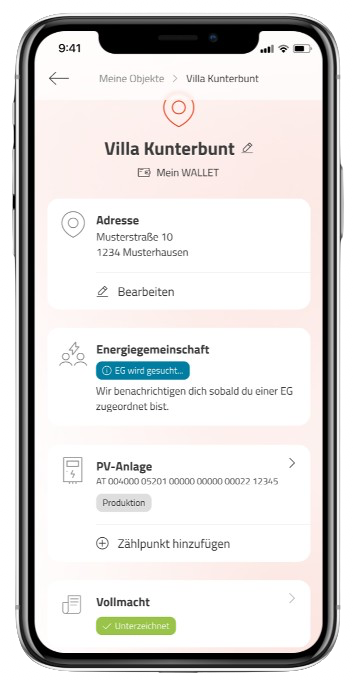 9:41
Meine Objekte > Villa Kunterbunt
Villa Kunterbunt
Mein WALLET
Adresse
Musterstraße 10
1234 Musterhausen
Bearbeiten
Energiegemeinschaft
EG wird gesucht...
Wir benachrichtigen dich sobald du einer EG
zugeordnet bist.
PV-Anlage
AT 004000 05201 00000 00000 00022 12345
Produktion
Zählpunkt hinzufügen
Vollmacht
Unterzeichnet